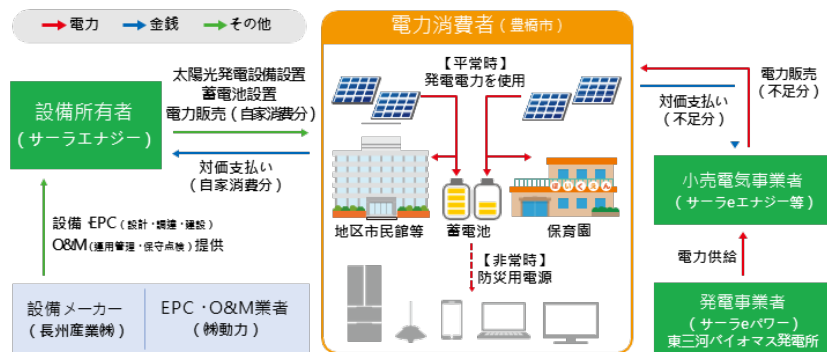 電力
金銭
その他
太陽光発電設備設置
蓄電池設置
電力販売(自家消費分)
設備所有者
(サーラエナジー)
対価支払い
(自家消費分)
設備・EPC(設計・調達・建設)
O&M(運用管理・保守点検)提供
設備メーカー
(長州産業㈱)
EPC・O&M業者
(㈱動力)
電力消費者(豊橋市)
【平常時】
発電電力を使用
ほいくえん
地区市民館等
蓄電池
保育園
【非常時】
防災用電源
電力販売
(不足分)
対価支払い
(不足分)
小売電気事業者
(サーラeエナジー等)
電力供給
発電事業者
(サーラeパワー)
東三河バイオマス発電所